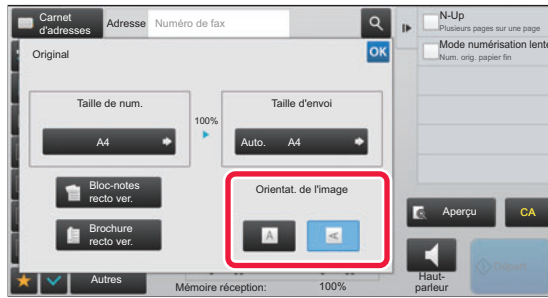 Carnet
d'adresses
Adresse
Numéro de fax
N-Up
Plusieurs pages sur une page
Mode numérisation lente
Num. orig. papier fin
Original
OK
Taille de num.
100%
Taille d'envoi
A4
Auto. A4
Bloc-notes
recto ver.
Orientat. de l'image
Brochure
recto ver.
A
A
Aperçu
CA
Autres
Mémoire réception: 100%
Haut-
parleur
Départ